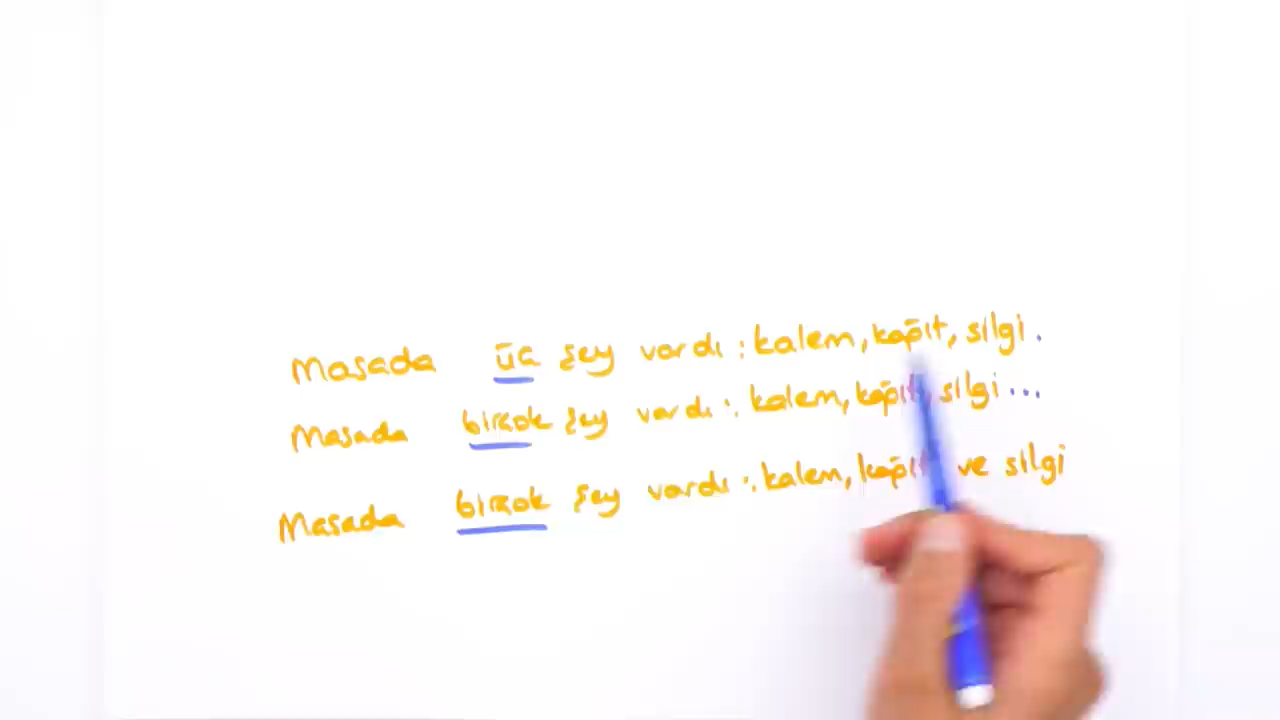 Masada üç şey vardı : kalem, kağıt, silgi .
Masada birçok şey vardı : kalem, kağıt, silgi ...
Masada birçok şey vardı : kalem, kağıt ve silgi